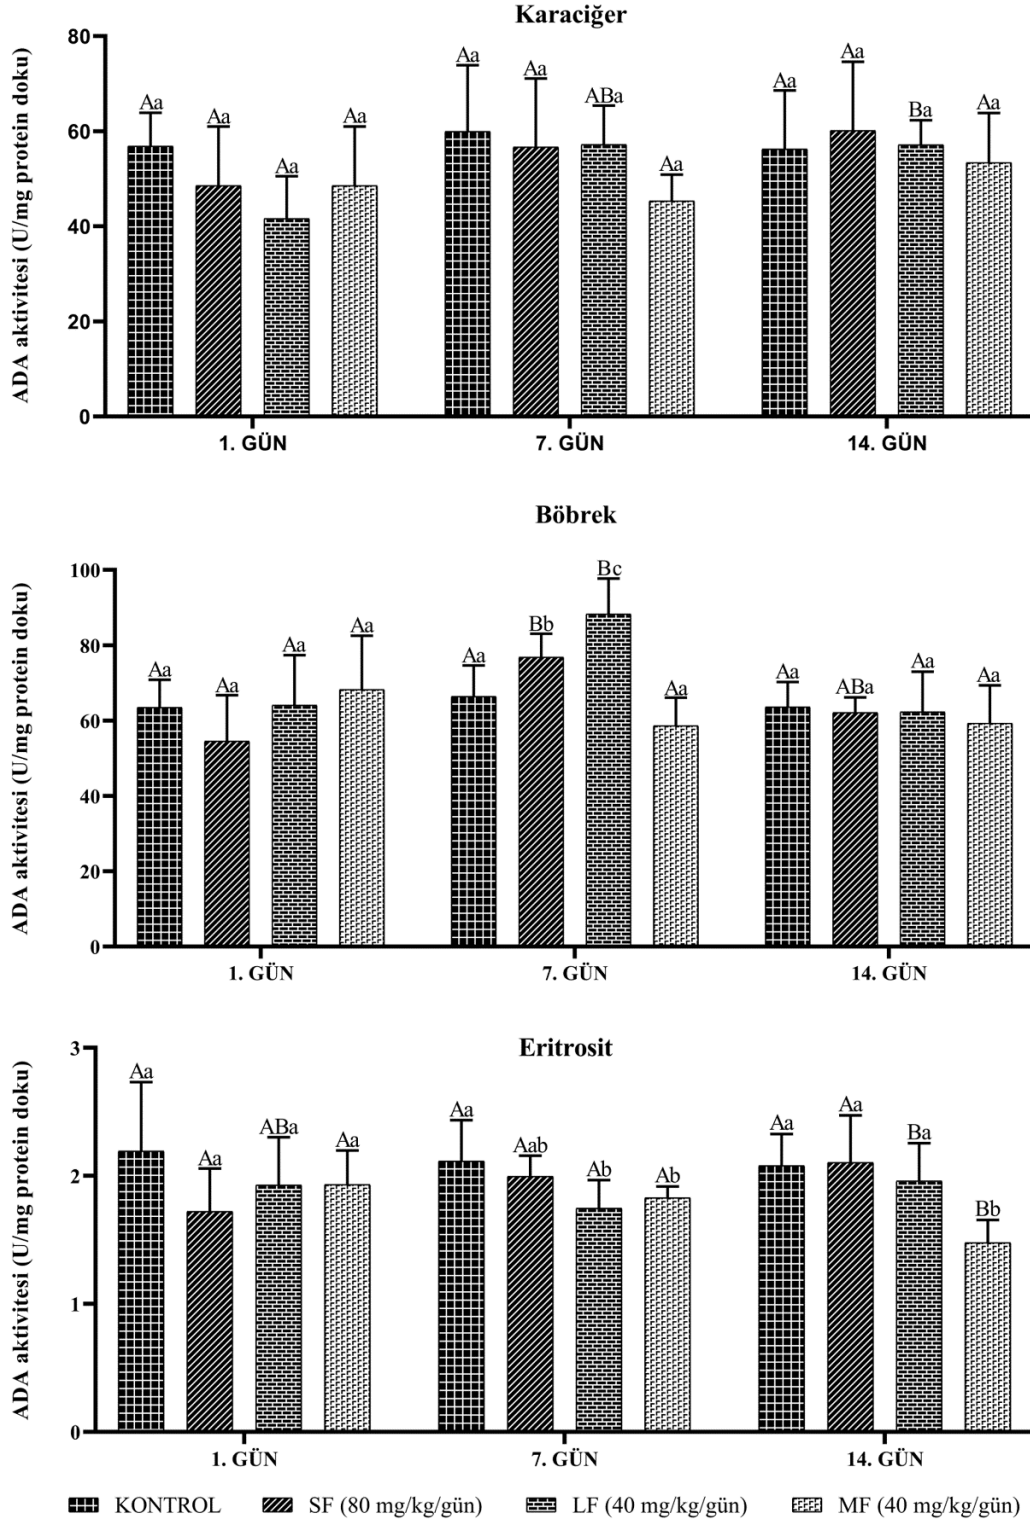 Karaciğer
ADA aktivitesi (U/mg protein doku)
80
60
40
20
0
Aa
Aa
Aa
Aa
Aa
Aa
ABa
Aa
Aa
Aa
Ba
Aa
1. GÜN
7. GÜN
14. GÜN
Böbrek
ADA aktivitesi (U/mg protein doku)
100
80
60
40
20
0
Aa
Aa
Aa
Aa
Aa
Bb
Bc
Aa
Aa
ABa
Aa
Aa
1. GÜN
7. GÜN
14. GÜN
Eritrosit
ADA aktivitesi (U/mg protein doku)
3
2
1
0
Aa
Aa
ABa
Aa
Aa
Aab
Ab
Ab
Aa
Aa
Ba
Bb
1. GÜN
7. GÜN
14. GÜN
KONTROL SF (80 mg/kg/gün) LF (40 mg/kg/gün) MF (40 mg/kg/gün)